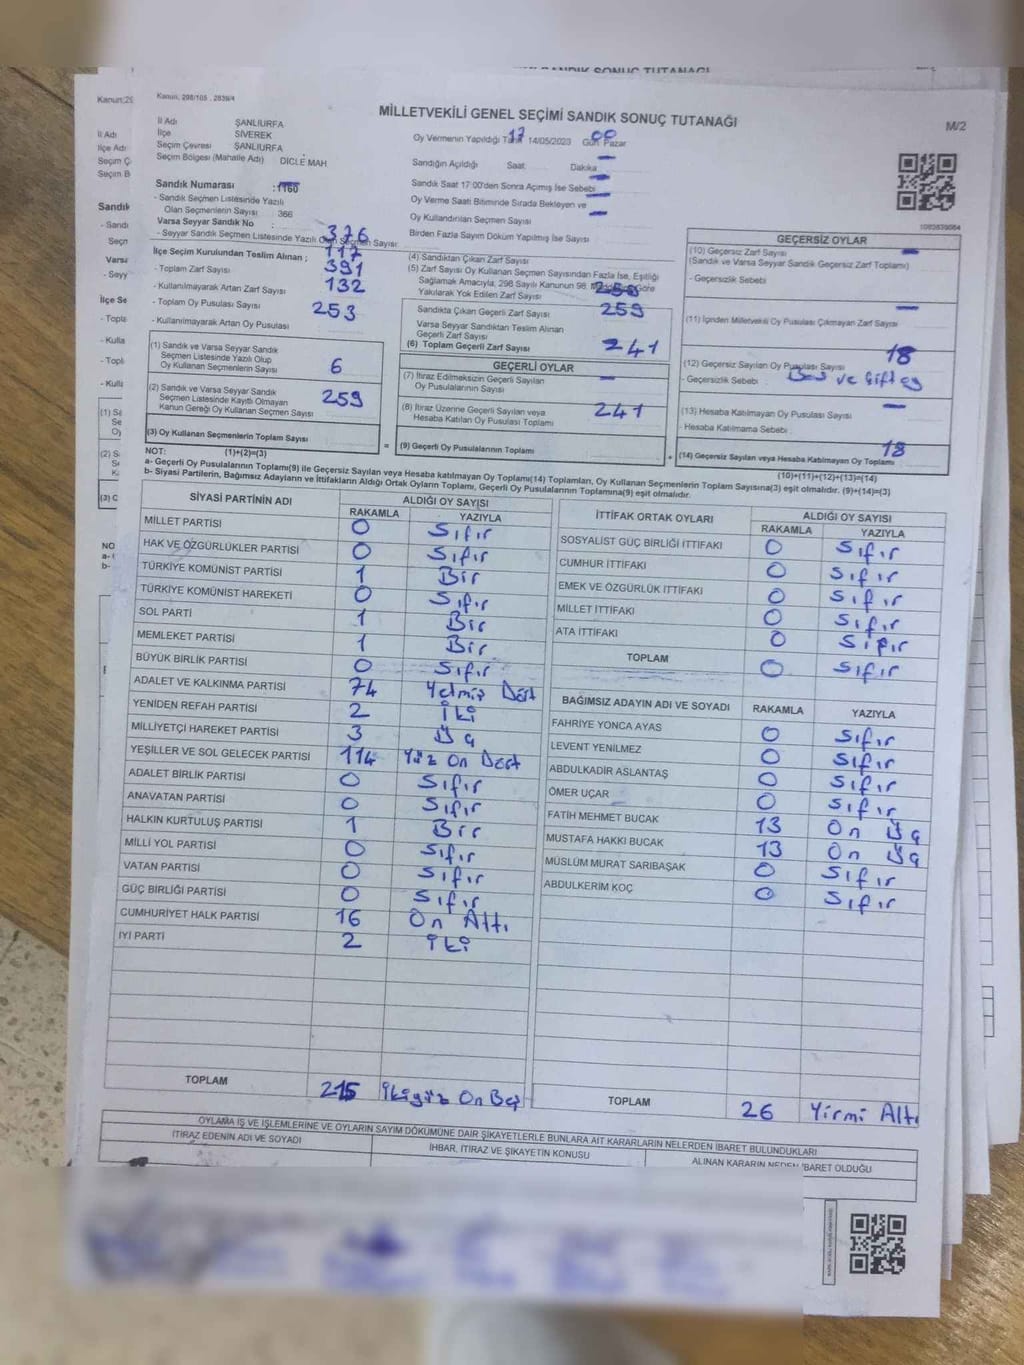 SANDIK SONUÇ TUTANAĞI
Kanun;29
Kanun, 298/105 , 2839/4
MİLLETVEKİLİ GENEL SEÇİMİ SANDIK SONUÇ TUTANAĞI
M/2
İl Adı ŞANLIURFA
İlçe SİVEREK
Seçim Çevresi ŞANLIURFA
Seçim Bölgesi (Mahalle Adı) DİCLE MAH
Oy Vermenin Yapıldığı Tarih 14/05/2023 Gün Pazar
17 00
Sandığın Açıldığı Saat Dakika
Sandık Saat 17:00'den Sonra Açımış İse Sebebi
Oy Verme Saati Bitiminde Sırada Bekleyen ve
Oy Kullandırılan Seçmen Sayısı
Birden Fazla Sayım Döküm Yapılmış İse Sayısı
Sandık Numarası : 1160
- Sandık Seçmen Listesinde Yazılı
Olan Seçmenlerin Sayısı 366
Varsa Seyyar Sandık No :
- Seyyar Sandık Seçmen Listesinde Yazılı Olan Seçmen Sayısı
İlçe Seçim Kurulundan Teslim Alınan ;
376
- Toplam Zarf Sayısı 117
391
- Kullanılmayarak Artan Zarf Sayısı 132
- Toplam Oy Pusulası Sayısı
- Kullanılmayarak Artan Oy Pusulası 253
(1) Sandık ve Varsa Seyyar Sandık
Seçmen Listesinde Yazılı Olup
Oy Kullanan Seçmenlerin Sayısı 6
(2) Sandık ve Varsa Seyyar Sandık
Seçmen Listesinde Kayıtlı Olmayan
Kanun Gereği Oy Kullanan Seçmen Sayısı 259
(3) Oy Kullanan Seçmenlerin Toplam Sayısı
(4) Sandıktan Çıkan Zarf Sayısı
(5) Zarf Sayısı Oy Kullanan Seçmen Sayısından Fazla İse, Eşitliği
Sağlamak Amacıyla, 298 Sayılı Kanunun 98. Maddesine Göre
Yakılarak Yok Edilen Zarf Sayısı
Sandıkta Çıkan Geçerli Zarf Sayısı 259
Varsa Seyyar Sandıktan Teslim Alınan
Geçerli Zarf Sayısı
(6) Toplam Geçerli Zarf Sayısı 241
GEÇERLİ OYLAR
(7) İtiraz Edilmeksizin Geçerli Sayılan
Oy Pusulalarının Sayısı
(8) İtiraz Üzerine Geçerli Sayılan veya
Hesaba Katılan Oy Pusulası Toplamı 241
(9) Geçerli Oy Pusulalarının Toplamı
GEÇERSİZ OYLAR
(10) Geçersiz Zarf Sayısı
(Sandık ve Varsa Seyyar Sandık Geçersiz Zarf Toplamı)
- Geçersizlik Sebebi
(11) İçinden Milletvekili Oy Pusulası Çıkmayan Zarf Sayısı
(12) Geçersiz Sayılan Oy Pusulası Sayısı 18
- Geçersizlik Sebebi
(13) Hesaba Katılmayan Oy Pusulası Sayısı
- Hesaba Katılmama Sebebi
(14) Geçersiz Sayılan veya Hesaba Katılmayan Oy Toplamı 18
NOT: (1)+(2)=(3) (10)+(11)+(12)+(13)=(14)
a- Geçerli Oy Pusulalarının Toplamı(9) ile Geçersiz Sayılan veya Hesaba katılmayan Oy Toplamı(14) Toplamları, Oy Kullanan Seçmenlerin Toplam Sayısına(3) eşit olmalıdır. (9)+(14)=(3)
b- Siyasi Partilerin, Bağımsız Adayların ve İttifakların Aldığı Ortak Oyların Toplamı, Geçerli Oy Pusulalarının Toplamına(9) eşit olmalıdır.
SİYASİ PARTİNİN ADI ALDIĞI OY SAYISI
RAKAMLA YAZIYLA
MİLLET PARTİSİ 0 Sıfır
HAK VE ÖZGÜRLÜKLER PARTİSİ 0 Sıfır
TÜRKİYE KOMÜNİST PARTİSİ 1 Bir
TÜRKİYE KOMÜNİST HAREKETİ 0 Sıfır
SOL PARTİ 1 Bir
MEMLEKET PARTİSİ 1 Bir
BÜYÜK BİRLİK PARTİSİ 0 Sıfır
ADALET VE KALKINMA PARTİSİ 74 Yetmiş Dört
YENİDEN REFAH PARTİSİ 2 İki
MİLLİYETÇİ HAREKET PARTİSİ 3 Üç
YEŞİLLER VE SOL GELECEK PARTİSİ 114 Yüz On Dört
ADALET BİRLİK PARTİSİ 0 Sıfır
ANAVATAN PARTİSİ 0 Sıfır
HALKIN KURTULUŞ PARTİSİ 1 Bir
MİLLİ YOL PARTİSİ 0 Sıfır
VATAN PARTİSİ 0 Sıfır
GÜÇ BİRLİĞİ PARTİSİ 0 Sıfır
CUMHURİYET HALK PARTİSİ 16 On Altı
İYİ PARTİ 2 İki
TOPLAM 215 İkiyüz On Beş
İTTİFAK ORTAK OYLARI ALDIĞI OY SAYISI
RAKAMLA YAZIYLA
SOSYALİST GÜÇ BİRLİĞİ İTTİFAKI 0 Sıfır
CUMHUR İTTİFAKI 0 Sıfır
EMEK VE ÖZGÜRLÜK İTTİFAKI 0 Sıfır
MİLLET İTTİFAKI 0 Sıfır
ATA İTTİFAKI 0 Sıfır
TOPLAM 0 Sıfır
BAĞIMSIZ ADAYIN ADI VE SOYADI RAKAMLA YAZIYLA
FAHRİYE YONCA AYAS 0 Sıfır
LEVENT YENİLMEZ 0 Sıfır
ABDULKADİR ASLANTAŞ 0 Sıfır
ÖMER UÇAR 0 Sıfır
FATİH MEHMET BUCAK 13 On Üç
MUSTAFA HAKKI BUCAK 13 On Üç
MÜSLÜM MURAT SARIBAŞAK 0 Sıfır
ABDULKERİM KOÇ 0 Sıfır
TOPLAM 26 Yirmi Altı
OYLAMA İŞ VE İŞLEMLERİNE VE OYLARIN SAYIM DÖKÜMÜNE DAİR ŞİKAYETLERLE BUNLARA AİT KARARLARIN NELERDEN İBARET BULUNDUKLARI
İTİRAZ EDENİN ADI VE SOYADI İHBAR, İTİRAZ VE ŞİKAYETİN KONUSU ALINAN KARARIN NEDEN İBARET OLDUĞU